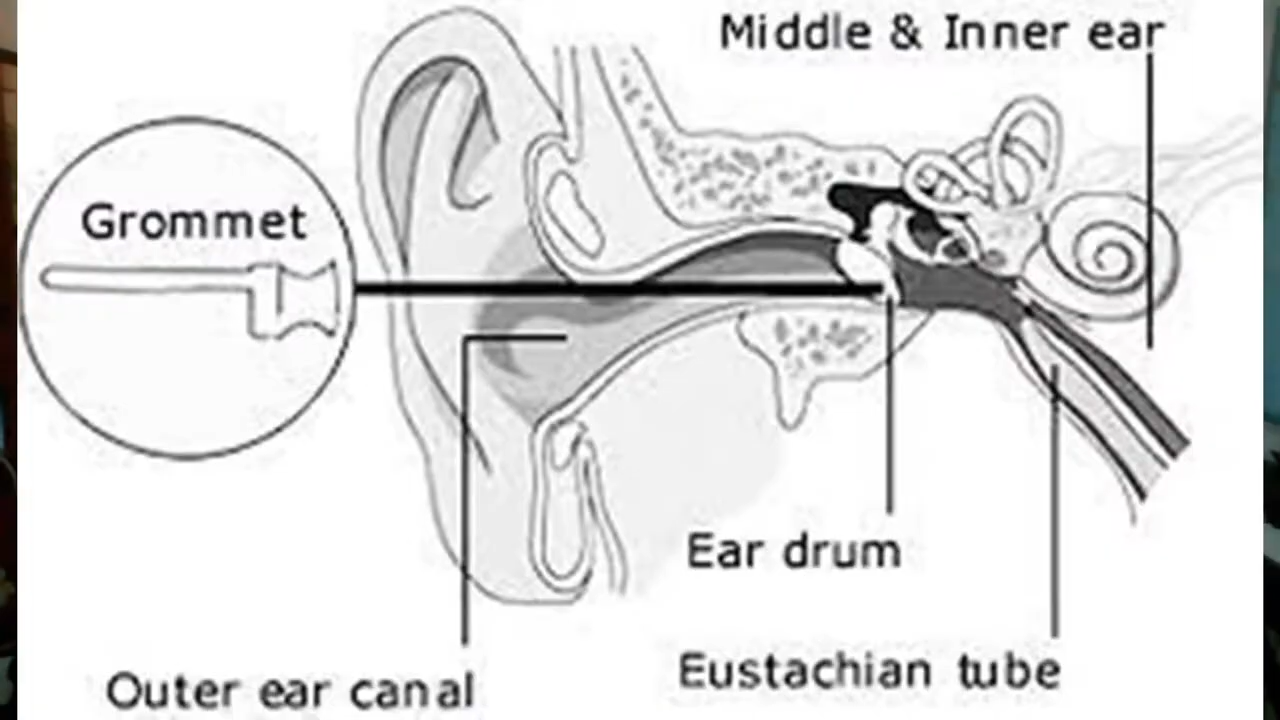 Middle & Inner ear
Grommet
Ear drum
Eustachian tube
Outer ear canal